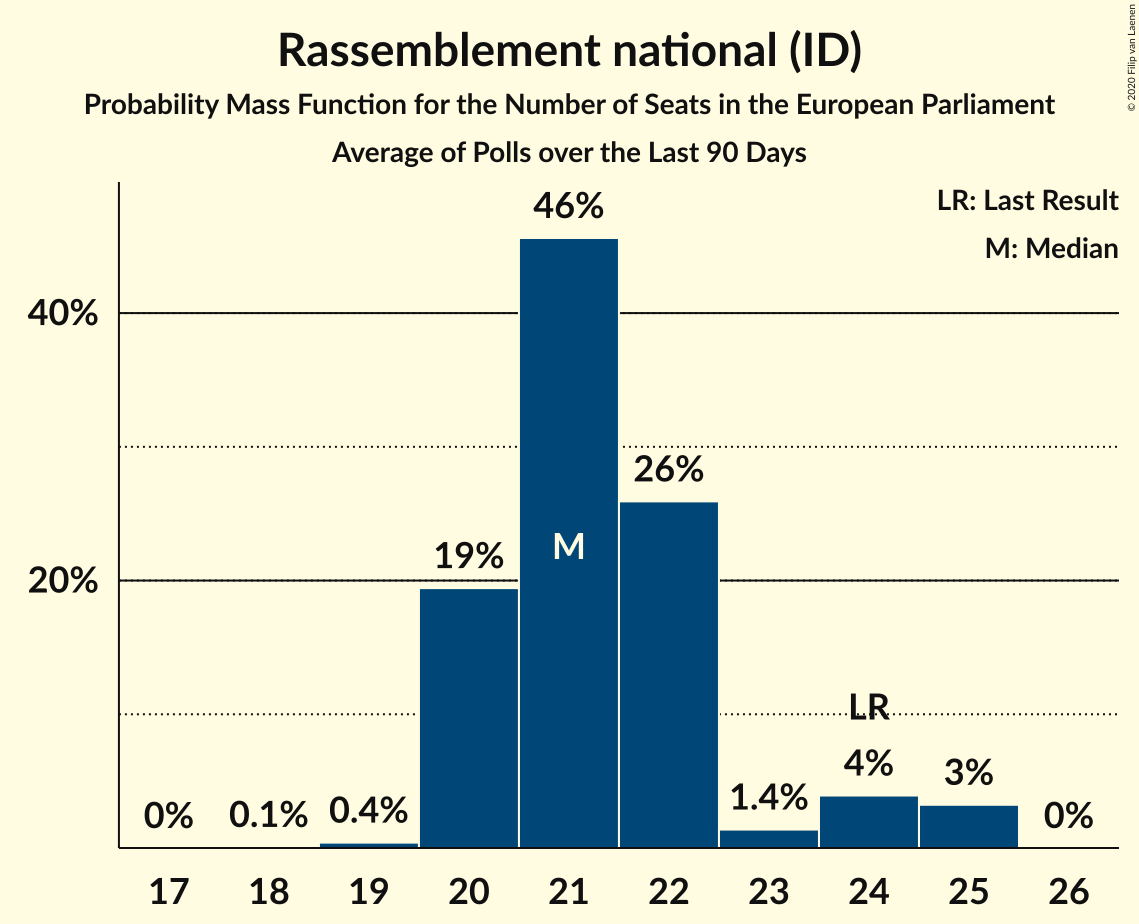 Rassemblement national (ID)
Probability Mass Function for the Number of Seats in the European Parliament
Average of Polls over the Last 90 Days
© 2020 Filip van Laenen
LR: Last Result
M: Median
46%
40%
26%
19%
M
20%
LR
4%
3%
1.4%
0.4%
0.1%
0%
0%
17 18 19 20 21 22 23 24 25 26